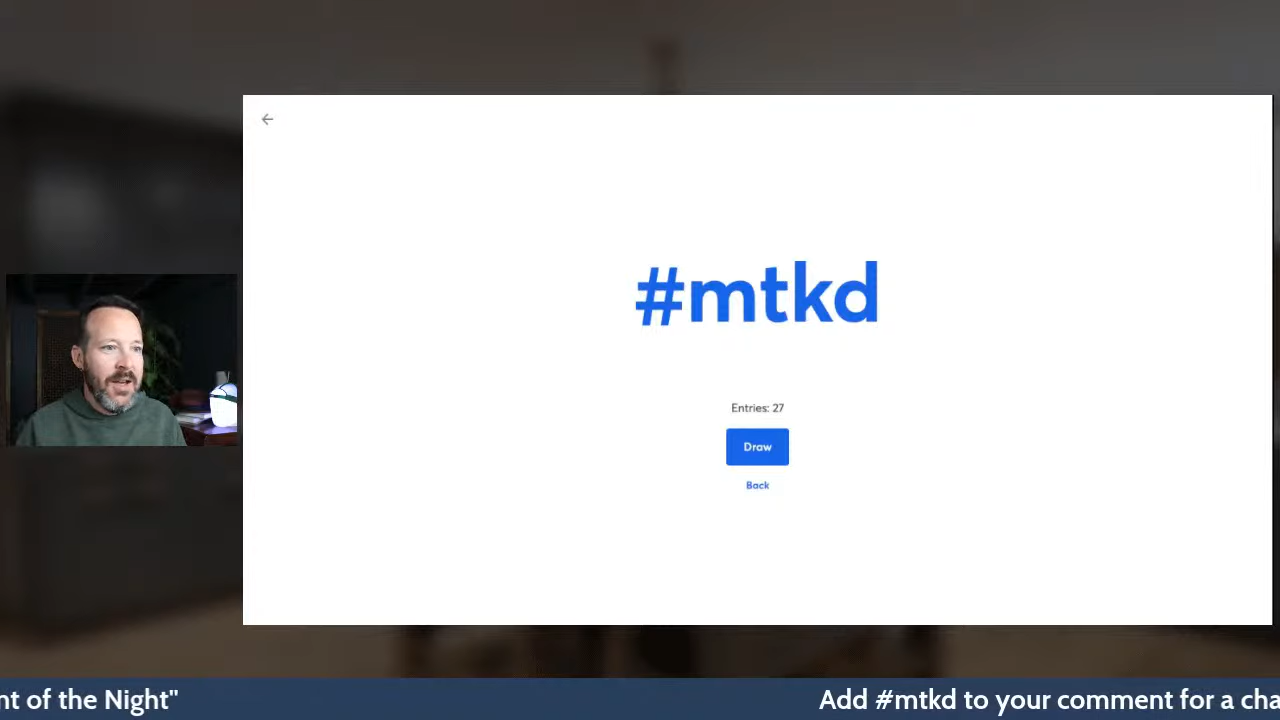 #mtkd
Entries: 27
Draw
Back
nt of the Night" Add #mtkd to your comment for a cha